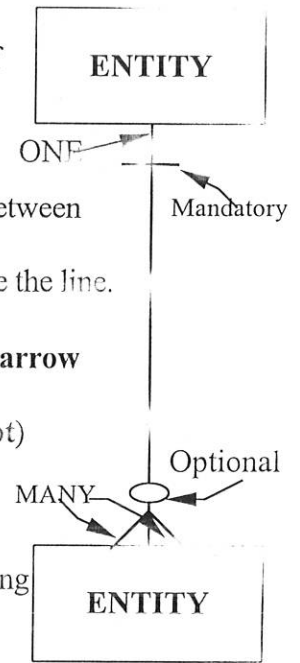 ENTITY
ONE
etween
Mandatory
e the line.
arrow
ot)
Optional
MANY
ng
ENTITY